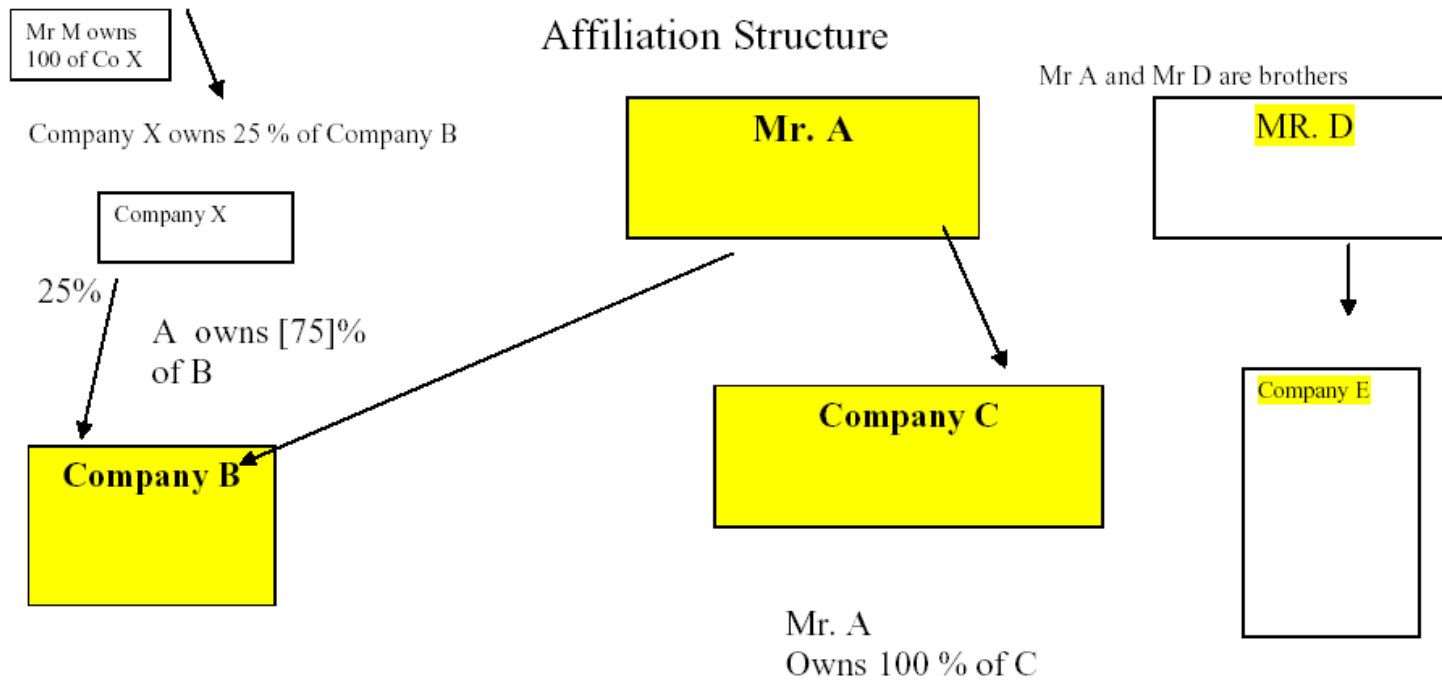 Mr M owns
100 of Co X
Affiliation Structure
Mr A and Mr D are brothers
Company X owns 25 % of Company B
Mr. A
MR. D
Company X
25%
A owns [75]%
of B
Company E
Company C
Company B
Mr. A
Owns 100 % of C